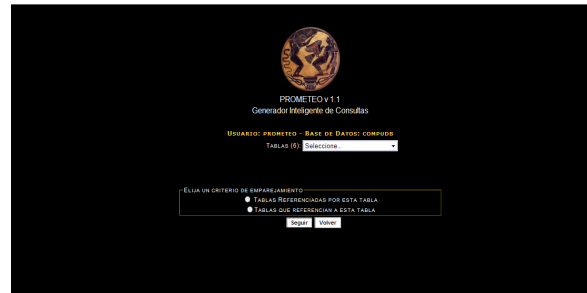 PROMETEO v 1.1
Generador Inteligente de Consultas
USUARIO: PROMETEO - BASE DE DATOS: COMPUDB
TABLAS (6): Seleccione..
ELIJA UN CRITERIO DE EMPAREJAMIENTO
TABLAS REFERENCIADAS POR ESTA TABLA
TABLAS QUE REFERENCIAN A ESTA TABLA
Seguir Volver